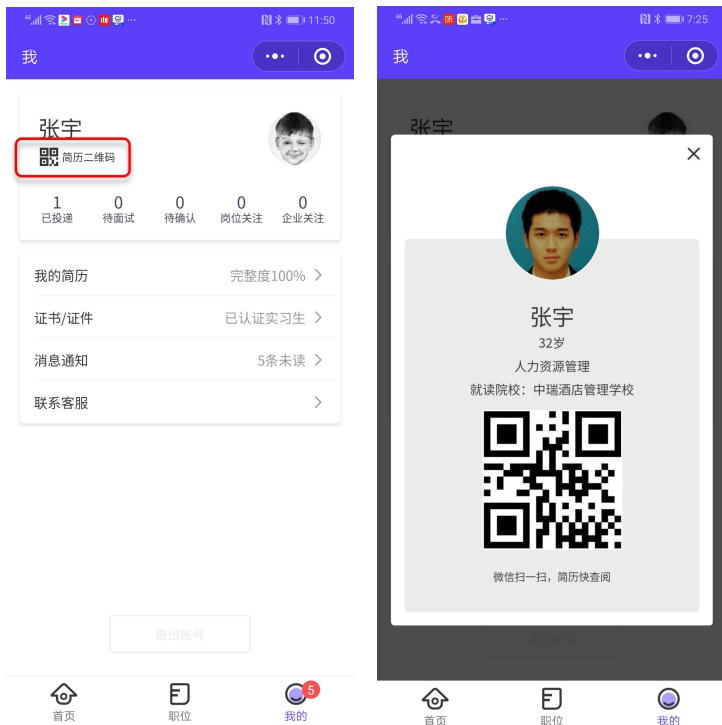 11:50
我
张宇
简历二维码
1 0 0 0 0
已投递 待面试 待确认 岗位关注 企业关注
我的简历 完整度100%
证书/证件 已认证实习生
消息通知 5条未读
联系客服
退出帐号
5
首页 职位 我的
7:25
我
张宇
张宇
32岁
人力资源管理
就读院校：中瑞酒店管理学校
微信扫一扫，简历快查阅
退出帐号
首页 职位 我的